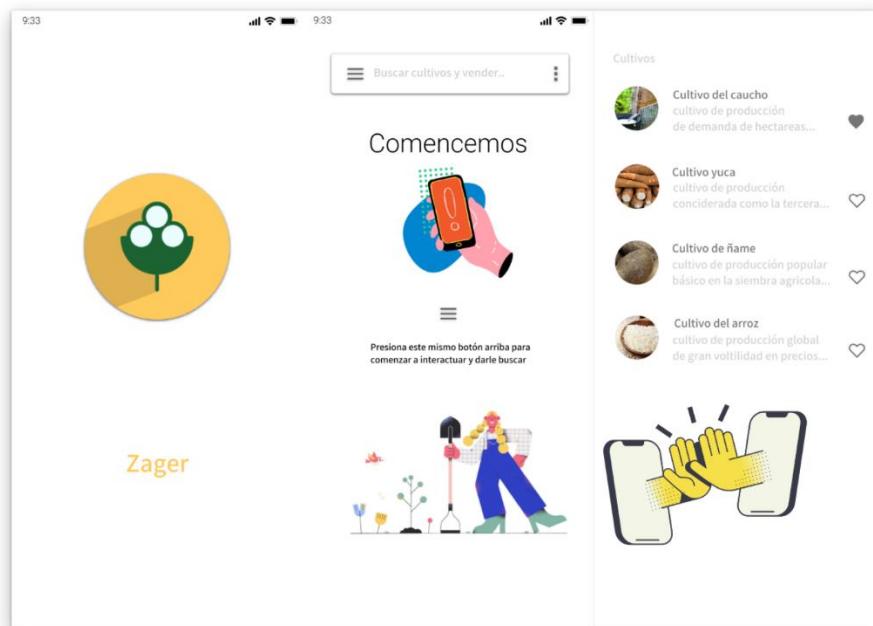 9:33
Zager
9:33
Buscar cultivos y vender..
Comencemos
Presiona este mismo botón arriba para
comenzar a interactuar y darle buscar
Cultivos
Cultivo del caucho
cultivo de producción
de demanda de hectareas...
Cultivo yuca
cultivo de producción
conciderada como la tercera...
Cultivo de ñame
cultivo de producción popular
básico en la siembra agricola...
Cultivo del arroz
cultivo de producción global
de gran voltilidad en precios...